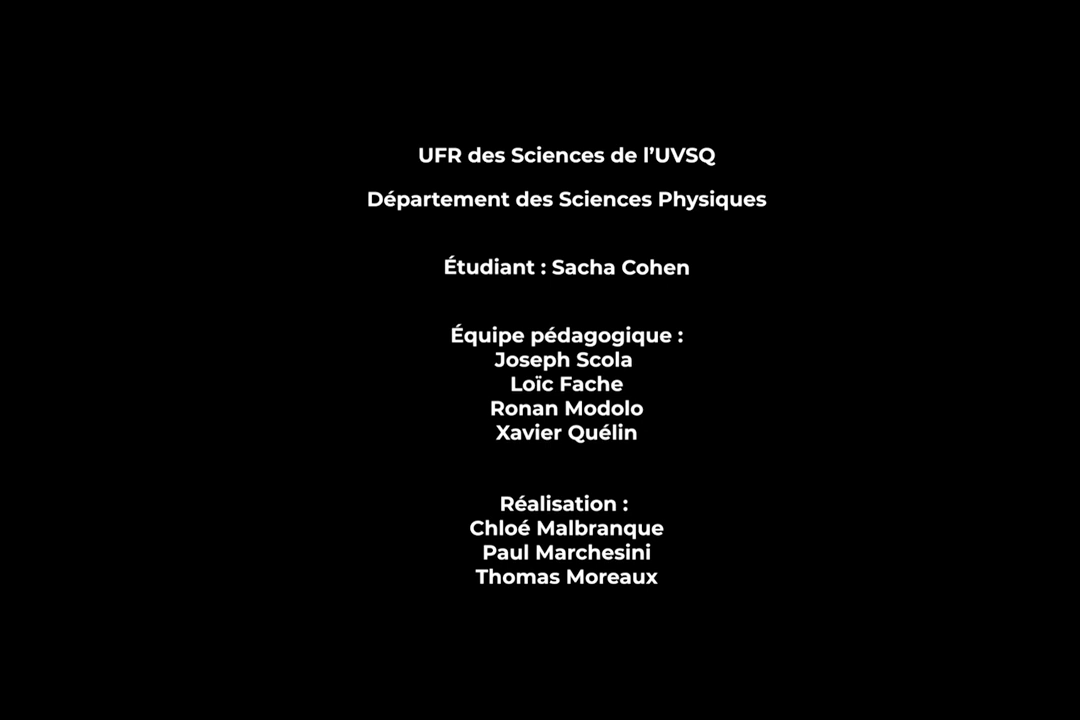 UFR des Sciences de l’UVSQ
Département des Sciences Physiques
Étudiant : Sacha Cohen
Équipe pédagogique :
Joseph Scola
Loïc Fache
Ronan Modolo
Xavier Quélin
Réalisation :
Chloé Malbranque
Paul Marchesini
Thomas Moreaux